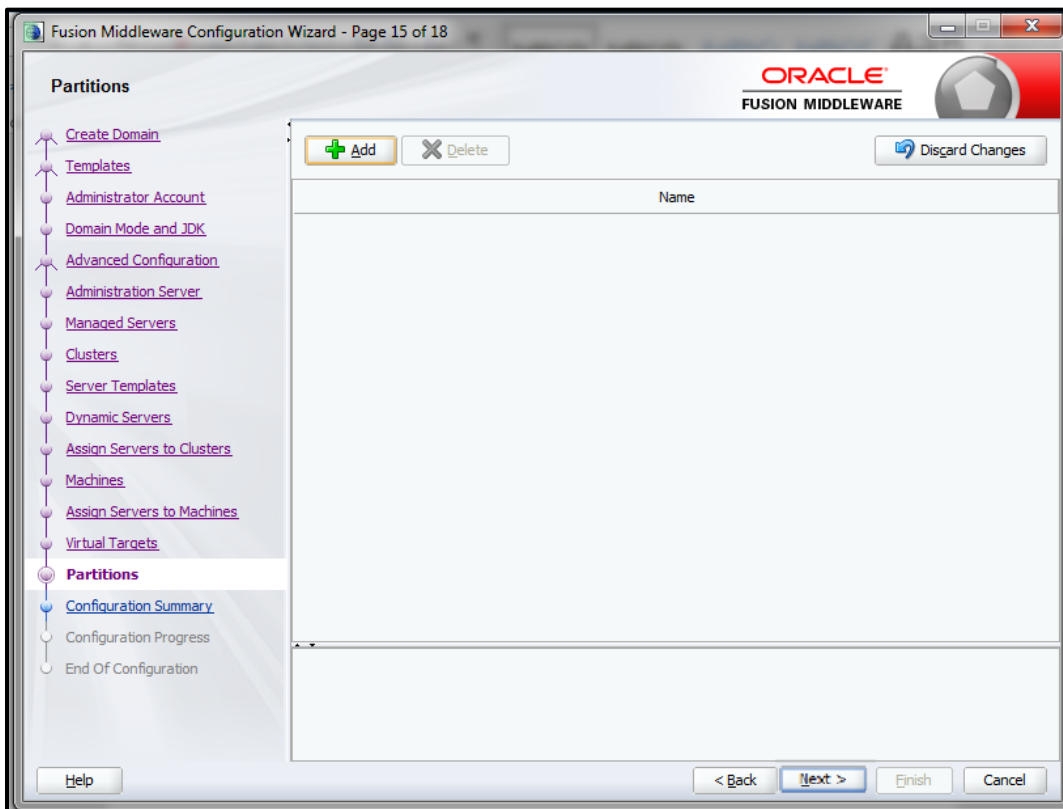 Fusion Middleware Configuration Wizard - Page 15 of 18
Partitions
ORACLE
FUSION MIDDLEWARE
Create Domain
Templates
Administrator Account
Domain Mode and JDK
Advanced Configuration
Administration Server
Managed Servers
Clusters
Server Templates
Dynamic Servers
Assign Servers to Clusters
Machines
Assign Servers to Machines
Virtual Targets
Partitions
Configuration Summary
Configuration Progress
End Of Configuration
Add Delete Discard Changes
Name
Help < Back Next > Finish Cancel